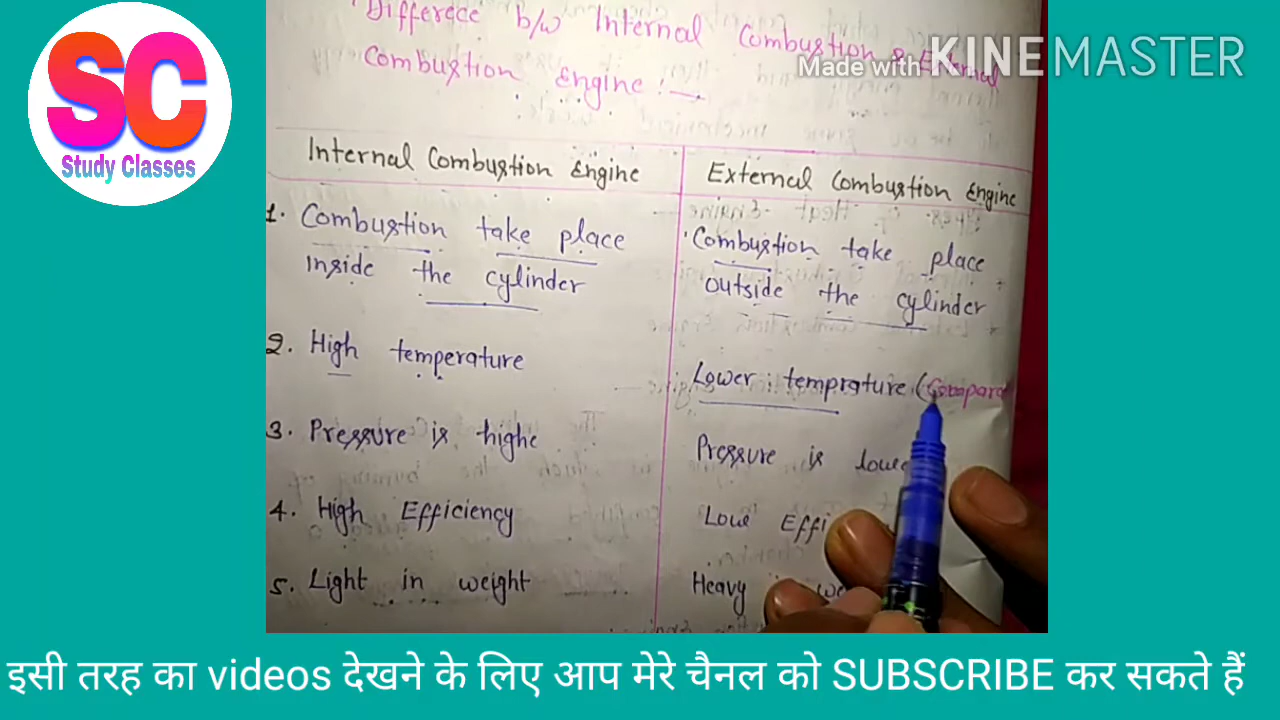 SC
Study Classes
Made with KINEMASTER
Differece b/w Internal Combustion & External
Combustion Engine :—
Internal Combustion Engine
External Combustion Engine
1. Combustion take place
inside the cylinder
Combustion take place
outside the cylinder
2. High temperature
Lower temprature (Compare
3. Pressure is highe
Pressure is
4. High Efficiency
Low Effi
5. Light in weight
Heavy
इसी तरह का videos देखने के लिए आप मेरे चैनल को SUBSCRIBE कर सकते हैं